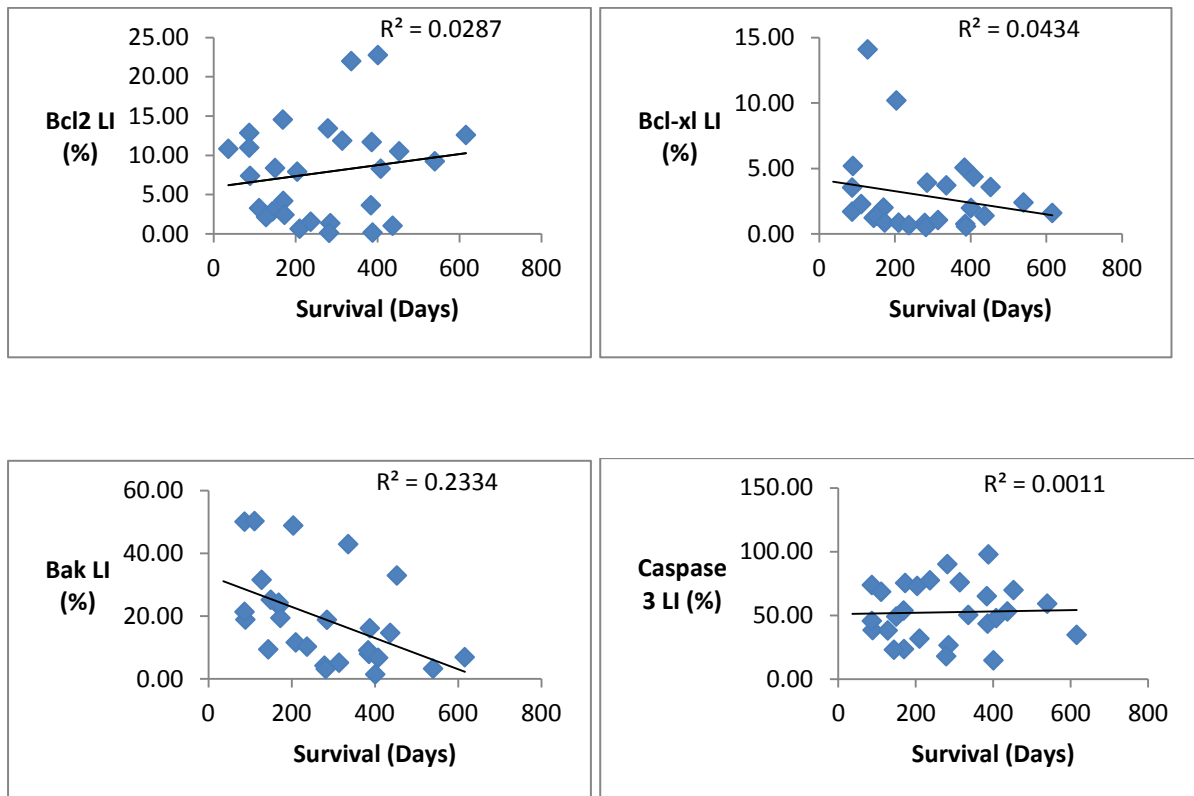 R² = 0.0287
Bcl2 LI
(%)
25.00
20.00
15.00
10.00
5.00
0.00
0 200 400 600 800
Survival (Days)
R² = 0.0434
Bcl-xl LI
(%)
15.00
10.00
5.00
0.00
0 200 400 600 800
Survival (Days)
R² = 0.2334
Bak LI
(%)
60.00
40.00
20.00
0.00
0 200 400 600 800
Survival (Days)
R² = 0.0011
Caspase
3 LI (%)
150.00
100.00
50.00
0.00
0 200 400 600 800
Survival (Days)